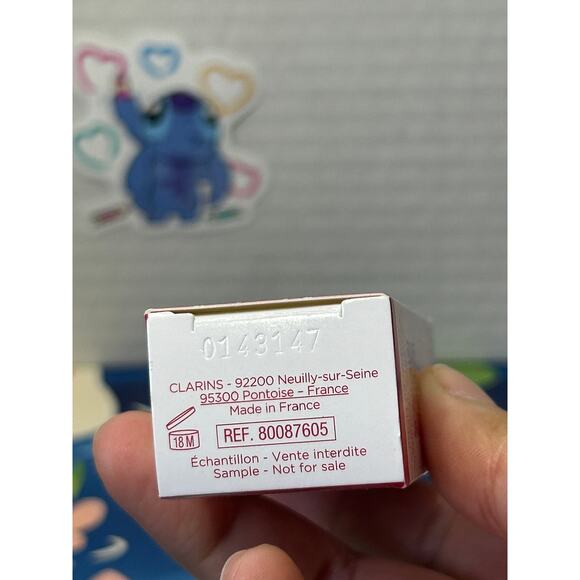 0143147
CLARINS - 92200 Neuilly-sur-Seine
95300 Pontoise – France
Made in France
18 M
REF. 80087605
Échantillon - Vente interdite
Sample - Not for sale